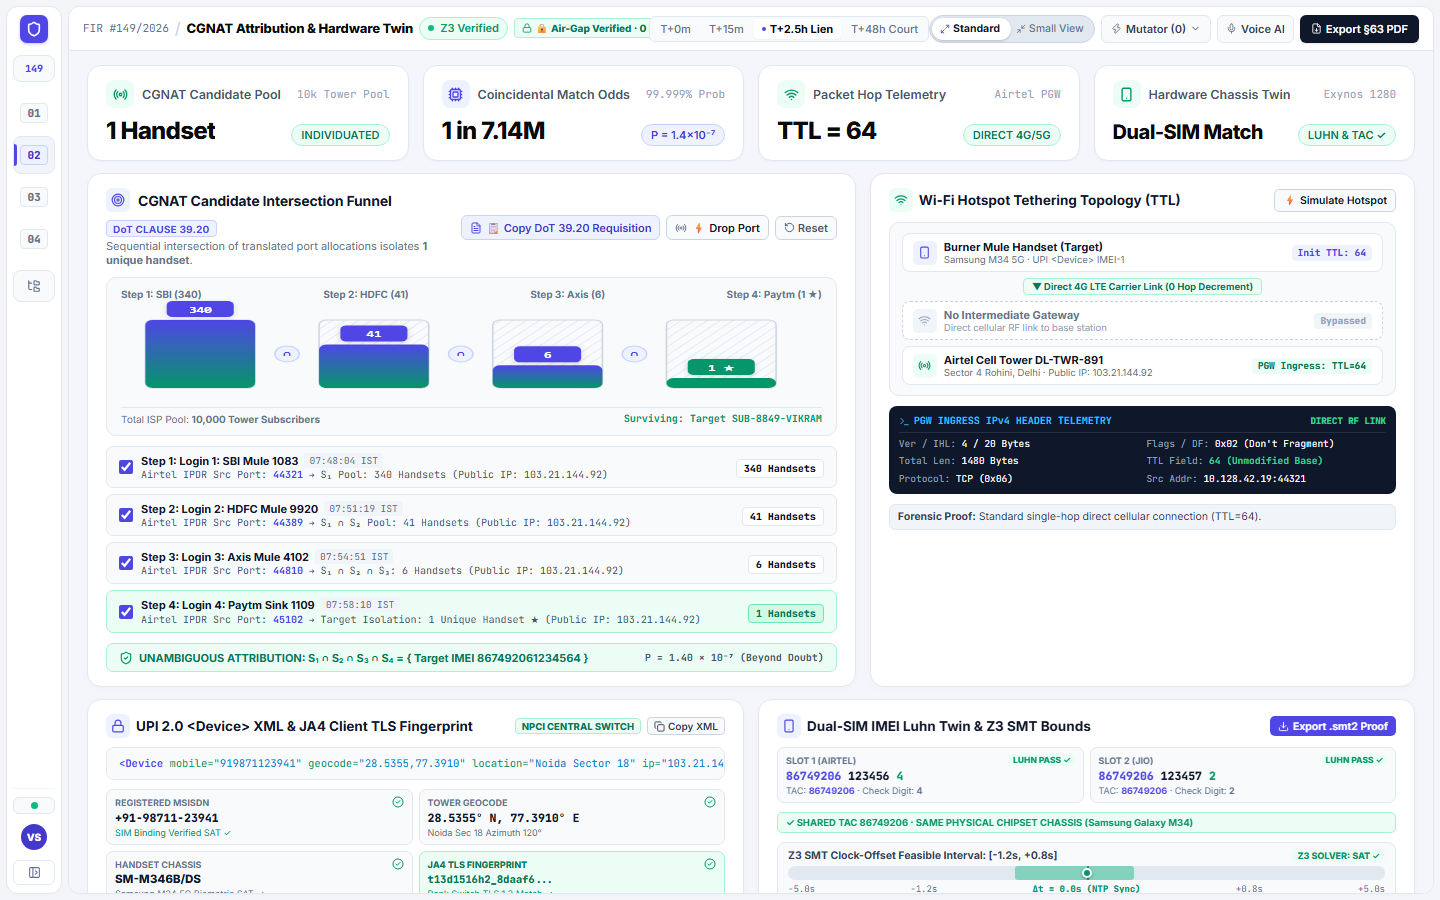 FIR #149/2026 / CGNAT Attribution & Hardware Twin
Z3 Verified
Air-Gap Verified · 0
T+0m T+15m • T+2.5h Lien T+48h Court
Standard Small View
Mutator (0)
Voice AI
Export §63 PDF
149
01
02
03
04
VS
CGNAT Candidate Pool 10k Tower Pool
1 Handset INDIVIDUATED
Coincidental Match Odds 99.999% Prob
1 in 7.14M P = 1.4×10⁻⁷
Packet Hop Telemetry Airtel PGW
TTL = 64 DIRECT 4G/5G
Hardware Chassis Twin Exynos 1280
Dual-SIM Match LUHN & TAC ✓
CGNAT Candidate Intersection Funnel
DoT CLAUSE 39.20
Sequential intersection of translated port allocations isolates 1
unique handset.
Copy DoT 39.20 Requisition
Drop Port
Reset
Step 1: SBI (340) Step 2: HDFC (41) Step 3: Axis (6) Step 4: Paytm (1 ★)
340 ∩ 41 ∩ 6 ∩ 1 ★
Total ISP Pool: 10,000 Tower Subscribers Surviving: Target SUB-8849-VIKRAM
Step 1: Login 1: SBI Mule 1083 07:48:04 IST
Airtel IPDR Src Port: 44321 → S₁ Pool: 340 Handsets (Public IP: 103.21.144.92)
340 Handsets
Step 2: Login 2: HDFC Mule 9920 07:51:19 IST
Airtel IPDR Src Port: 44389 → S₁ ∩ S₂ Pool: 41 Handsets (Public IP: 103.21.144.92)
41 Handsets
Step 3: Login 3: Axis Mule 4102 07:54:51 IST
Airtel IPDR Src Port: 44810 → S₁ ∩ S₂ ∩ S₃: 6 Handsets (Public IP: 103.21.144.92)
6 Handsets
Step 4: Login 4: Paytm Sink 1109 07:58:10 IST
Airtel IPDR Src Port: 45102 → Target Isolation: 1 Unique Handset ★ (Public IP: 103.21.144.92)
1 Handsets
UNAMBIGUOUS ATTRIBUTION: S₁ ∩ S₂ ∩ S₃ ∩ S₄ = { Target IMEI 867492061234564 } P = 1.40 × 10⁻⁷ (Beyond Doubt)
Wi-Fi Hotspot Tethering Topology (TTL)
Simulate Hotspot
Burner Mule Handset (Target)
Samsung M34 5G · UPI <Device> IMEI-1
Init TTL: 64
▼ Direct 4G LTE Carrier Link (0 Hop Decrement)
No Intermediate Gateway
Direct cellular RF link to base station
Bypassed
Airtel Cell Tower DL-TWR-891
Sector 4 Rohini, Delhi · Public IP: 103.21.144.92
PGW Ingress: TTL=64
PGW INGRESS IPv4 HEADER TELEMETRY DIRECT RF LINK
Ver / IHL: 4 / 20 Bytes Flags / DF: 0x02 (Don't Fragment)
Total Len: 1480 Bytes TTL Field: 64 (Unmodified Base)
Protocol: TCP (0x06) Src Addr: 10.128.42.19:44321
Forensic Proof: Standard single-hop direct cellular connection (TTL=64).
UPI 2.0 <Device> XML & JA4 Client TLS Fingerprint
NPCI CENTRAL SWITCH
Copy XML
<Device mobile="919871123941" geocode="28.5355,77.3910" location="Noida Sector 18" ip="103.21.14
REGISTERED MSISDN
+91-98711-23941
SIM Binding Verified SAT ✓
TOWER GEOCODE
28.5355° N, 77.3910° E
Noida Sec 18 Azimuth 120°
HANDSET CHASSIS
SM-M346B/DS
JA4 TLS FINGERPRINT
t13d1516h2_8daaf6...
Dual-SIM IMEI Luhn Twin & Z3 SMT Bounds
Export .smt2 Proof
SLOT 1 (AIRTEL) LUHN PASS ✓
86749206 123456 4
TAC: 86749206 · Check Digit: 4
SLOT 2 (JIO) LUHN PASS ✓
86749206 123457 2
TAC: 86749206 · Check Digit: 2
✓ SHARED TAC 86749206 · SAME PHYSICAL CHIPSET CHASSIS (Samsung Galaxy M34)
Z3 SMT Clock-Offset Feasible Interval: [-1.2s, +0.8s] Z3 SOLVER: SAT ✓
-5.0s -1.2s Δt = 0.0s (NTP Sync) +0.8s +5.0s